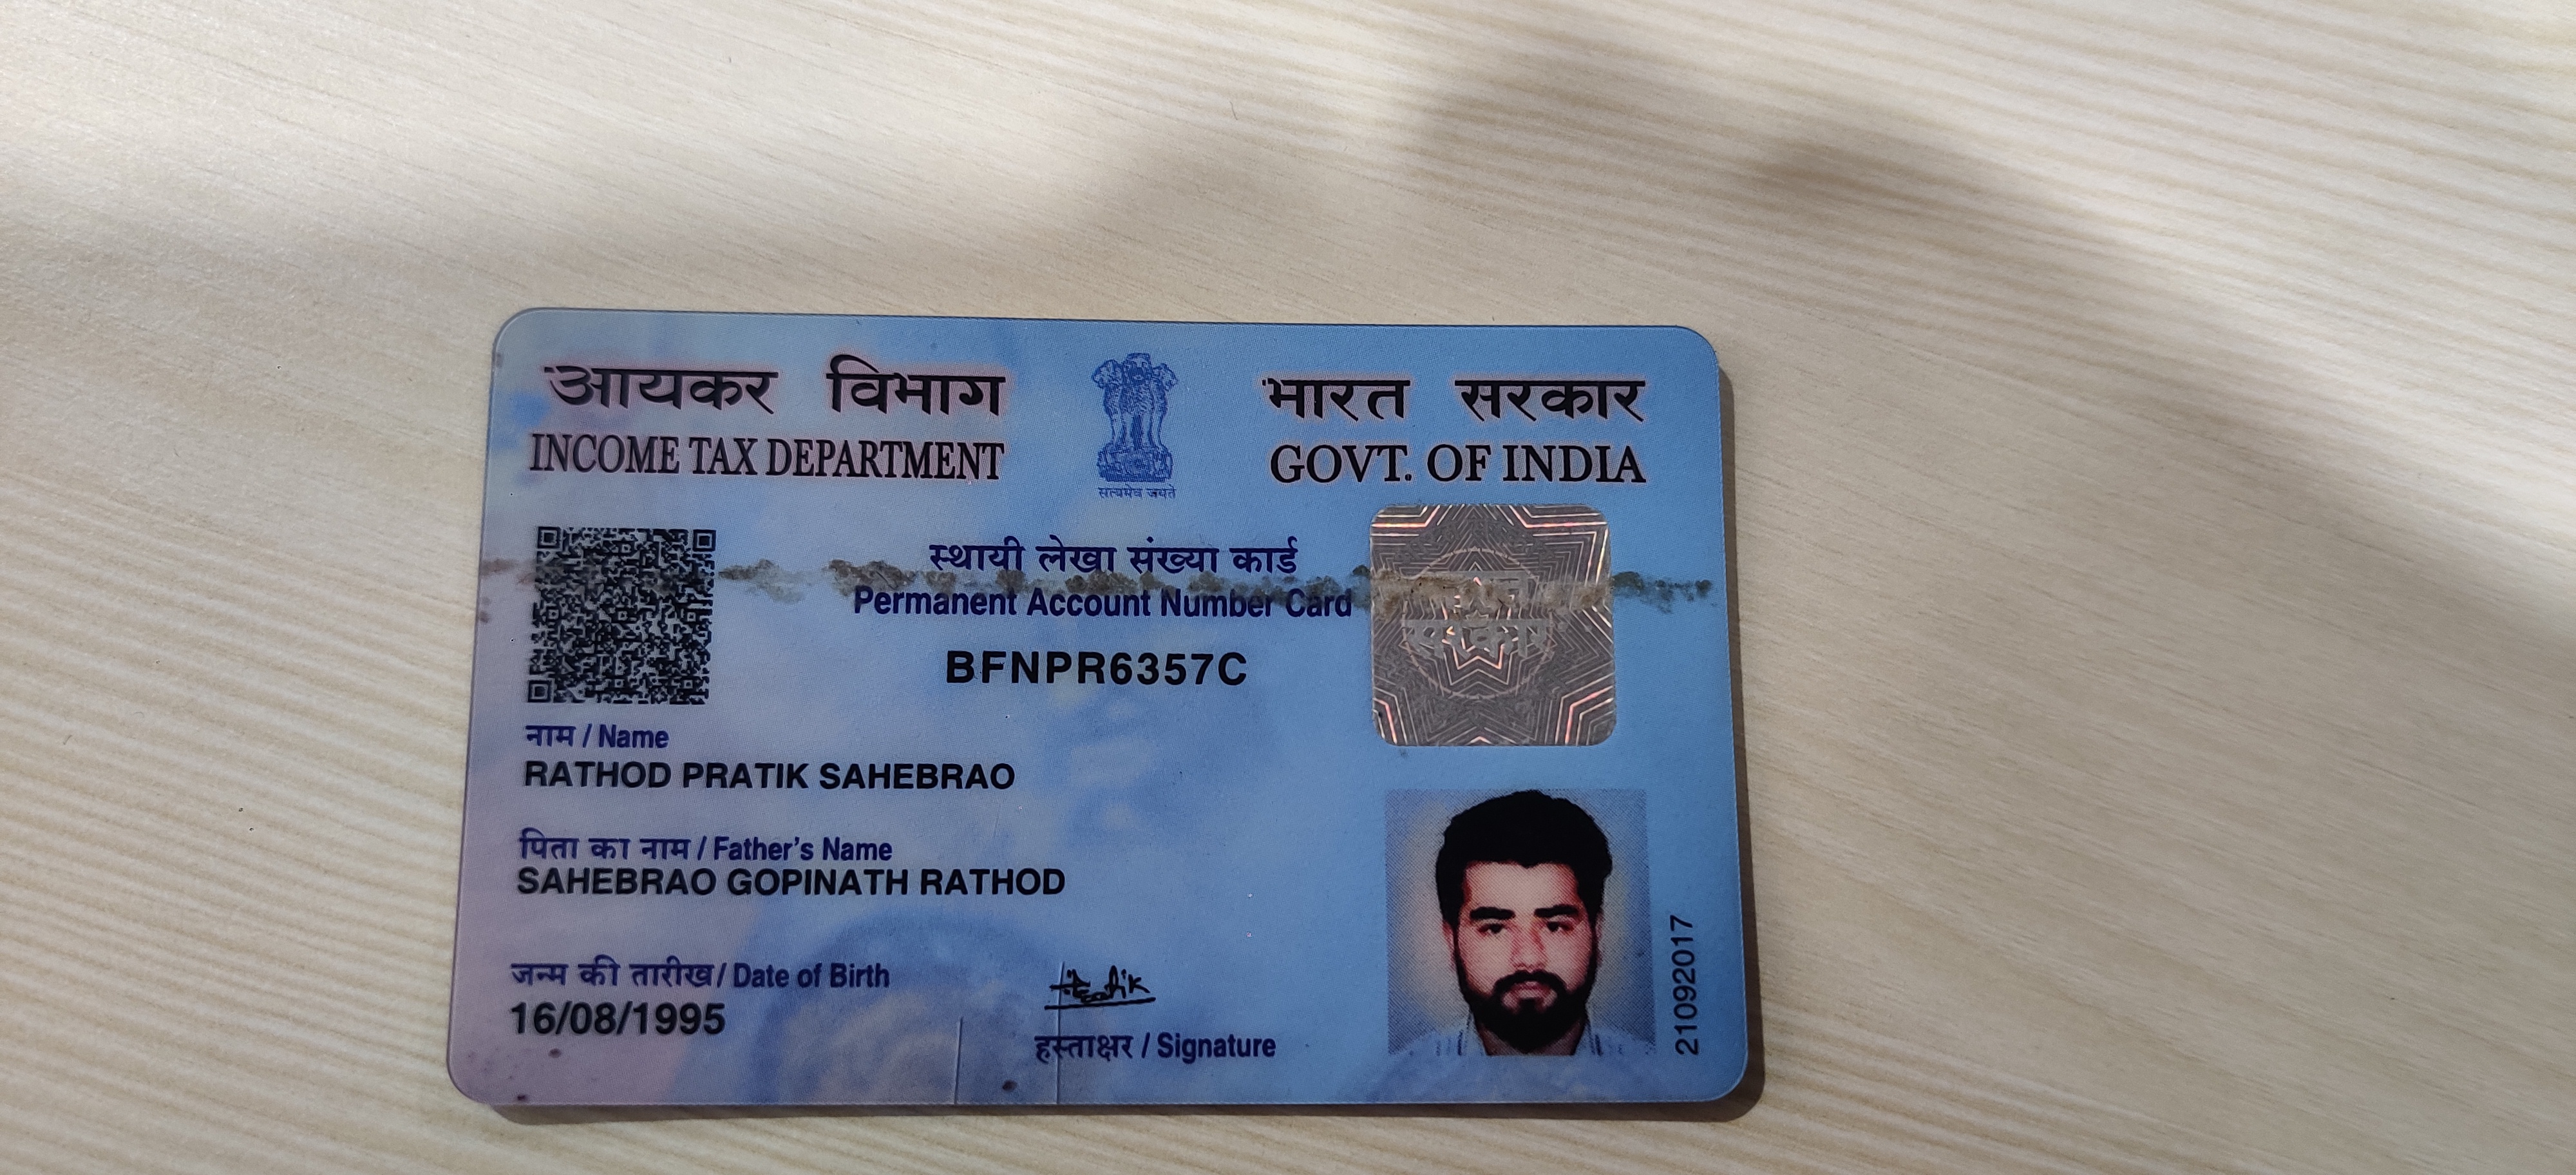 आयकर विभाग
INCOME TAX DEPARTMENT
सत्यमेव जयते
भारत सरकार
GOVT. OF INDIA
स्थायी लेखा संख्या कार्ड
Permanent Account Number Card
BFNPR6357C
सरकार
नाम / Name
RATHOD PRATIK SAHEBRAO
पिता का नाम / Father's Name
SAHEBRAO GOPINATH RATHOD
जन्म की तारीख/ Date of Birth
16/08/1995
हस्ताक्षर / Signature
21092017